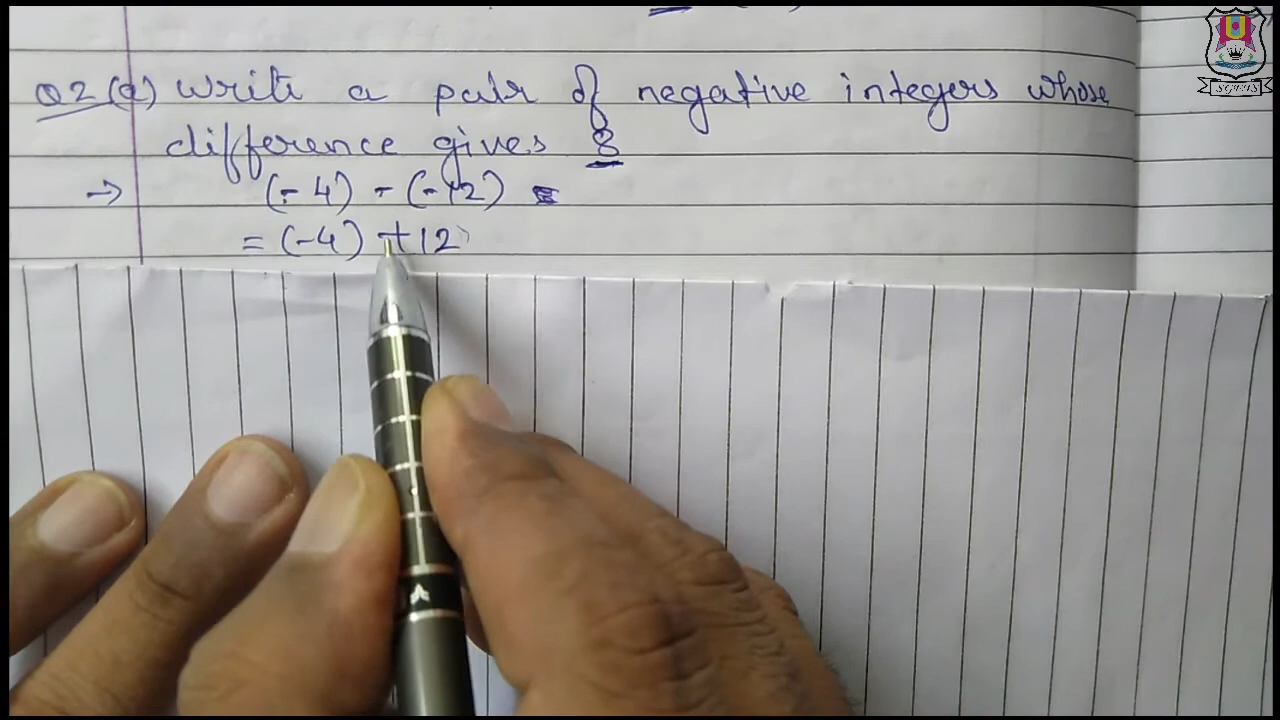 Q2 (a) Write a pair of negative integers whose
difference gives 8
→ (-4) - (-12) =
= (-4) + 12